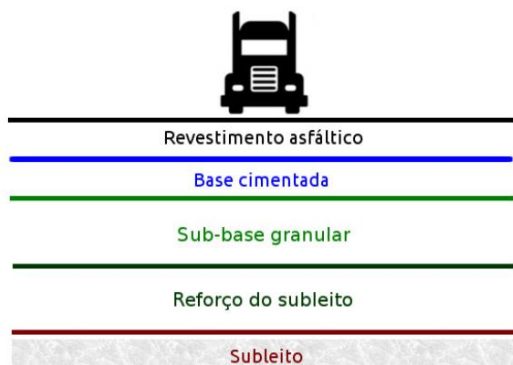 Revestimento asfáltico
Base cimentada
Sub-base granular
Reforço do subleito
Subleito